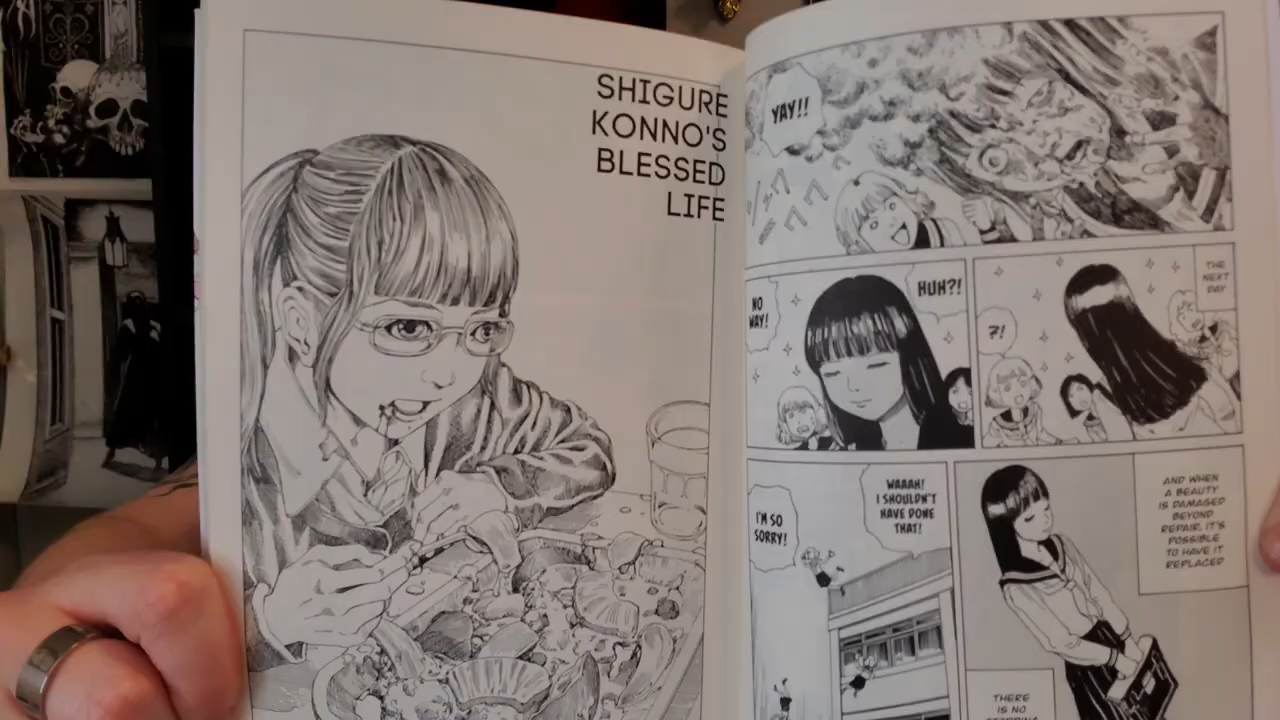 SHIGURE
KONNO'S
BLESSED
LIFE
YAY!!
NO
WAY!
HUH?!
THE
NEXT
DAY
?!
I'M SO
SORRY!
WAAAH!
I SHOULDN'T
HAVE DONE
THAT!
AND WHEN
A BEAUTY
IS DAMAGED
BEYOND
REPAIR, IT'S
POSSIBLE
TO HAVE IT
REPLACED
THERE
IS NO